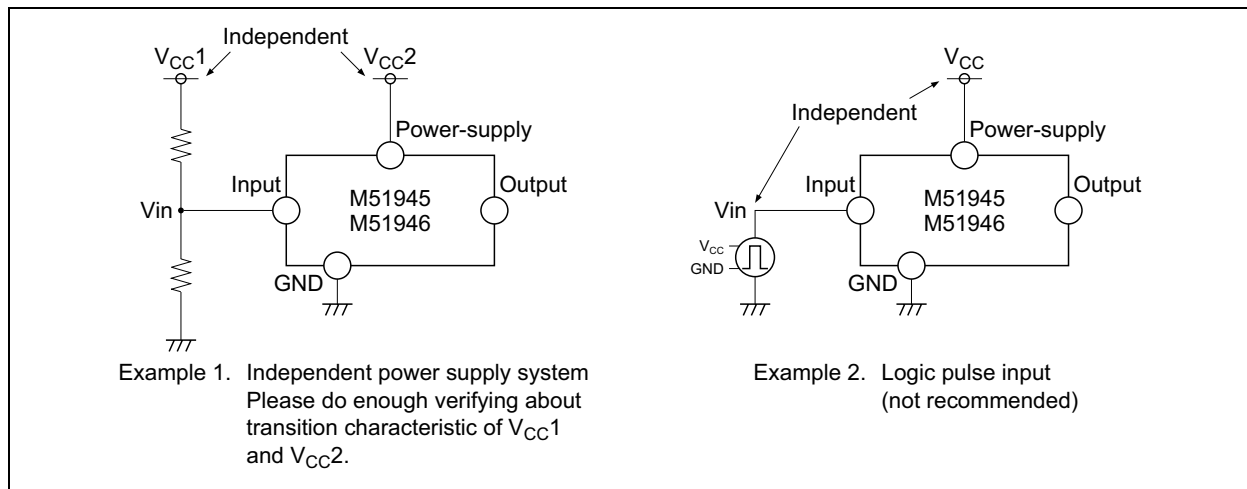 Independent
VCC1
VCC2
Power-supply
Input
Output
M51945
M51946
Vin
GND
Example 1. Independent power supply system
Please do enough verifying about
transition characteristic of VCC1
and VCC2.
VCC
Independent
Power-supply
Input
Output
M51945
M51946
Vin
VCC
GND
GND
Example 2. Logic pulse input
(not recommended)